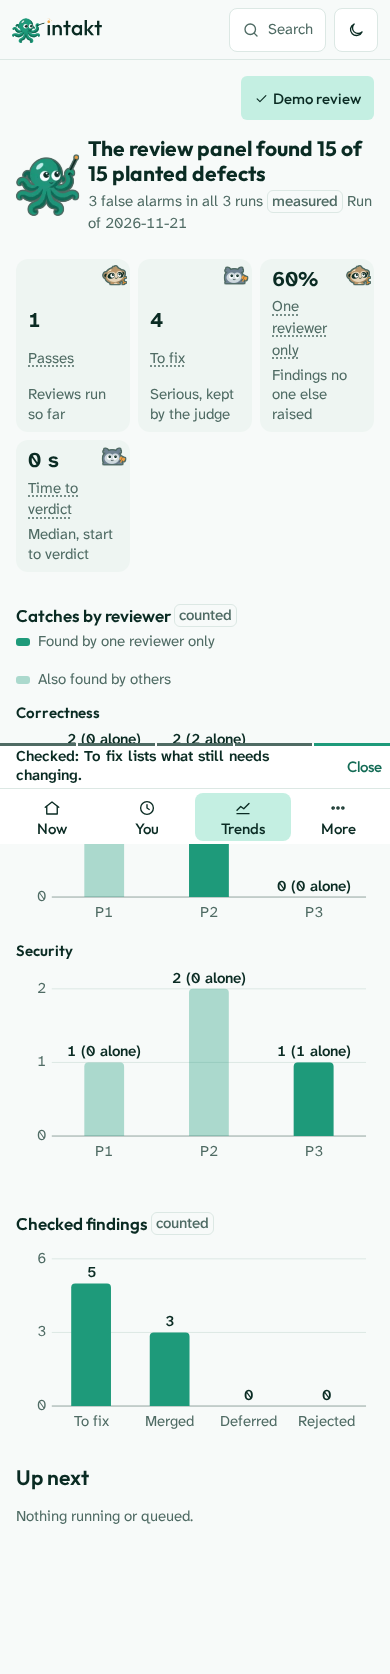 intakt
Search
Demo review
The review panel found 15 of
15 planted defects
3 false alarms in all 3 runs measured Run
of 2026-11-21
1
Passes
Reviews run
so far
4
To fix
Serious, kept
by the judge
60%
One
reviewer
only
Findings no
one else
raised
0 s
Time to
verdict
Median, start
to verdict
Catches by reviewer counted
Found by one reviewer only
Also found by others
Correctness
2 (0 alone) 2 (2 alone)
Checked: To fix lists what still needs
changing.
Close
Now You Trends More
0 (0 alone)
0
P1 P2 P3
Security
2 (0 alone)
2
1 (0 alone) 1 (1 alone)
1
0
P1 P2 P3
Checked findings counted
6
5
3
3
0 0
0
To fix Merged Deferred Rejected
Up next
Nothing running or queued.